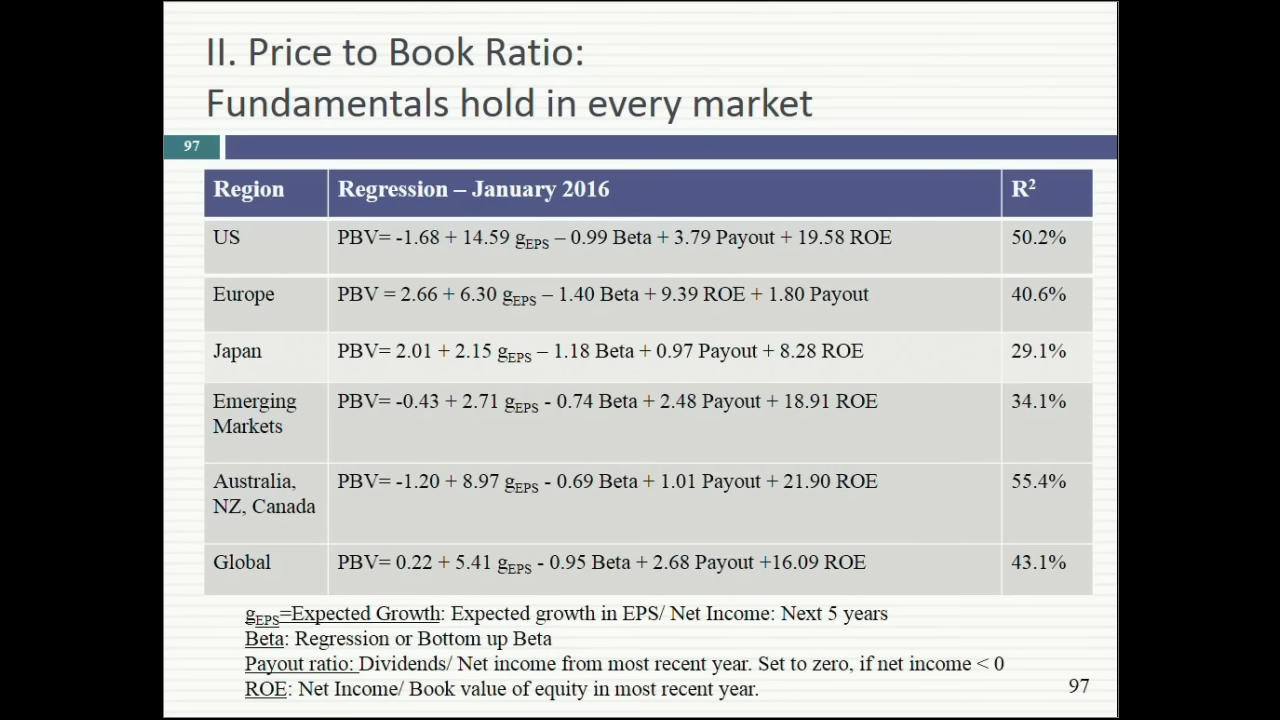 II. Price to Book Ratio:
Fundamentals hold in every market
97
Region Regression – January 2016 R²
US PBV= -1.68 + 14.59 gEPS – 0.99 Beta + 3.79 Payout + 19.58 ROE 50.2%
Europe PBV = 2.66 + 6.30 gEPS – 1.40 Beta + 9.39 ROE + 1.80 Payout 40.6%
Japan PBV= 2.01 + 2.15 gEPS – 1.18 Beta + 0.97 Payout + 8.28 ROE 29.1%
Emerging PBV= -0.43 + 2.71 gEPS - 0.74 Beta + 2.48 Payout + 18.91 ROE 34.1%
Markets
Australia, PBV= -1.20 + 8.97 gEPS - 0.69 Beta + 1.01 Payout + 21.90 ROE 55.4%
NZ, Canada
Global PBV= 0.22 + 5.41 gEPS - 0.95 Beta + 2.68 Payout +16.09 ROE 43.1%
gEPS=Expected Growth: Expected growth in EPS/ Net Income: Next 5 years
Beta: Regression or Bottom up Beta
Payout ratio: Dividends/ Net income from most recent year. Set to zero, if net income < 0
ROE: Net Income/ Book value of equity in most recent year.
97